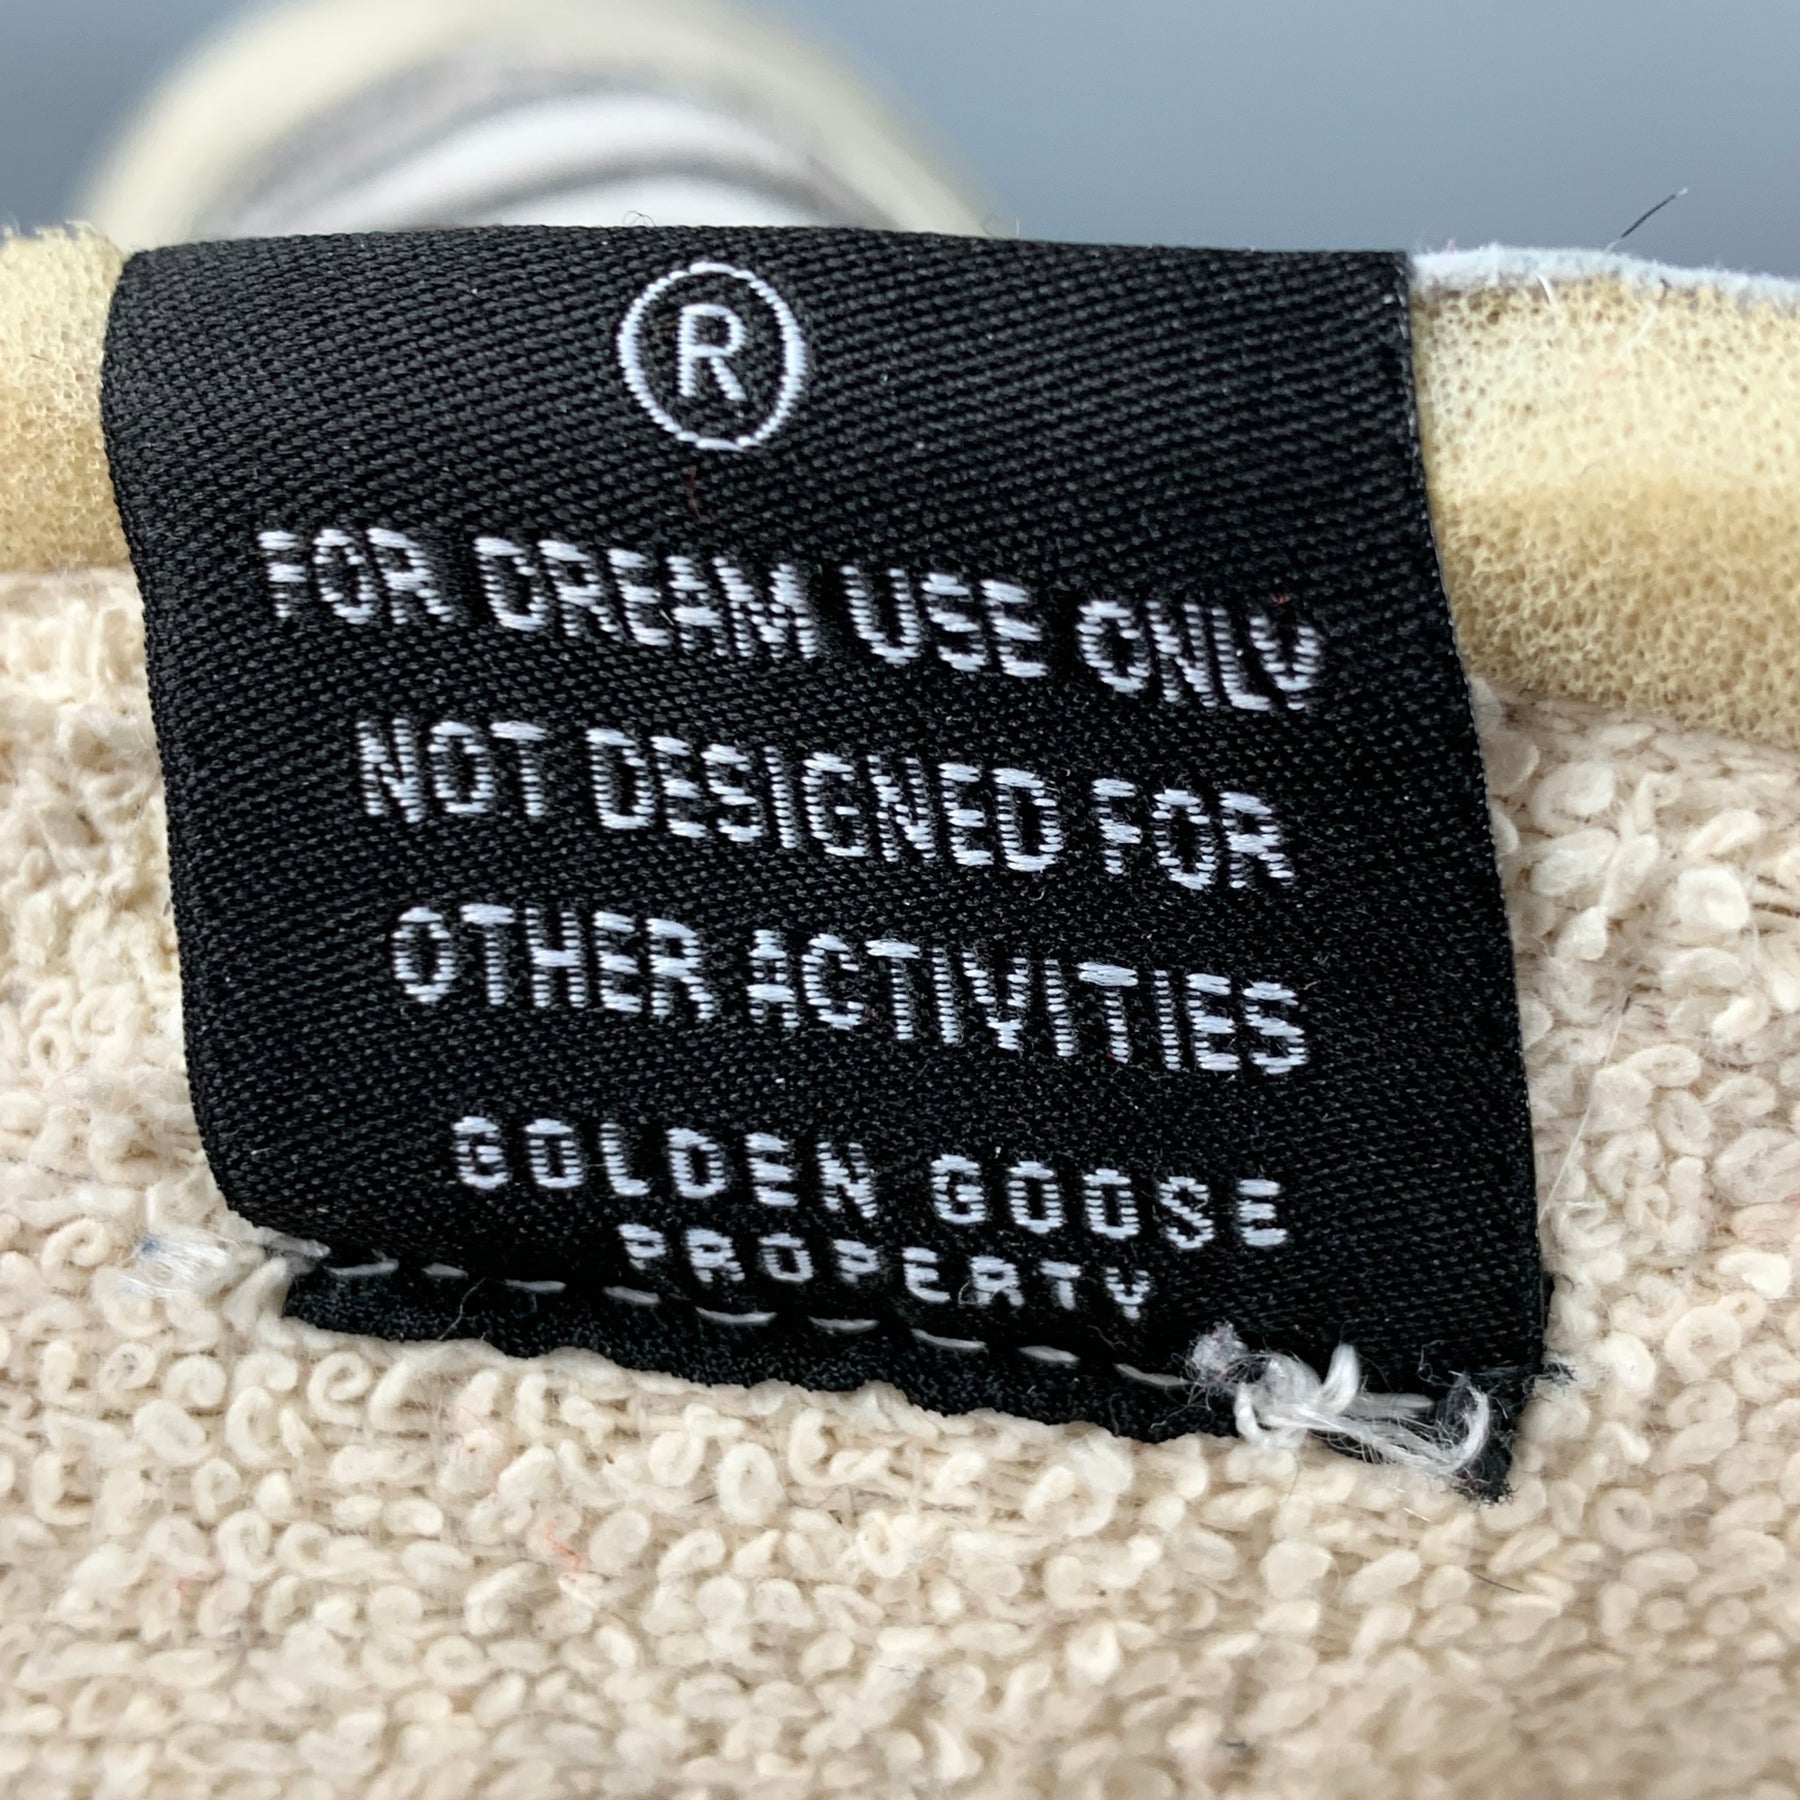 ®
FOR DREAM USE ONLY
NOT DESIGNED FOR
OTHER ACTIVITIES
GOLDEN GOOSE
PROPERTY